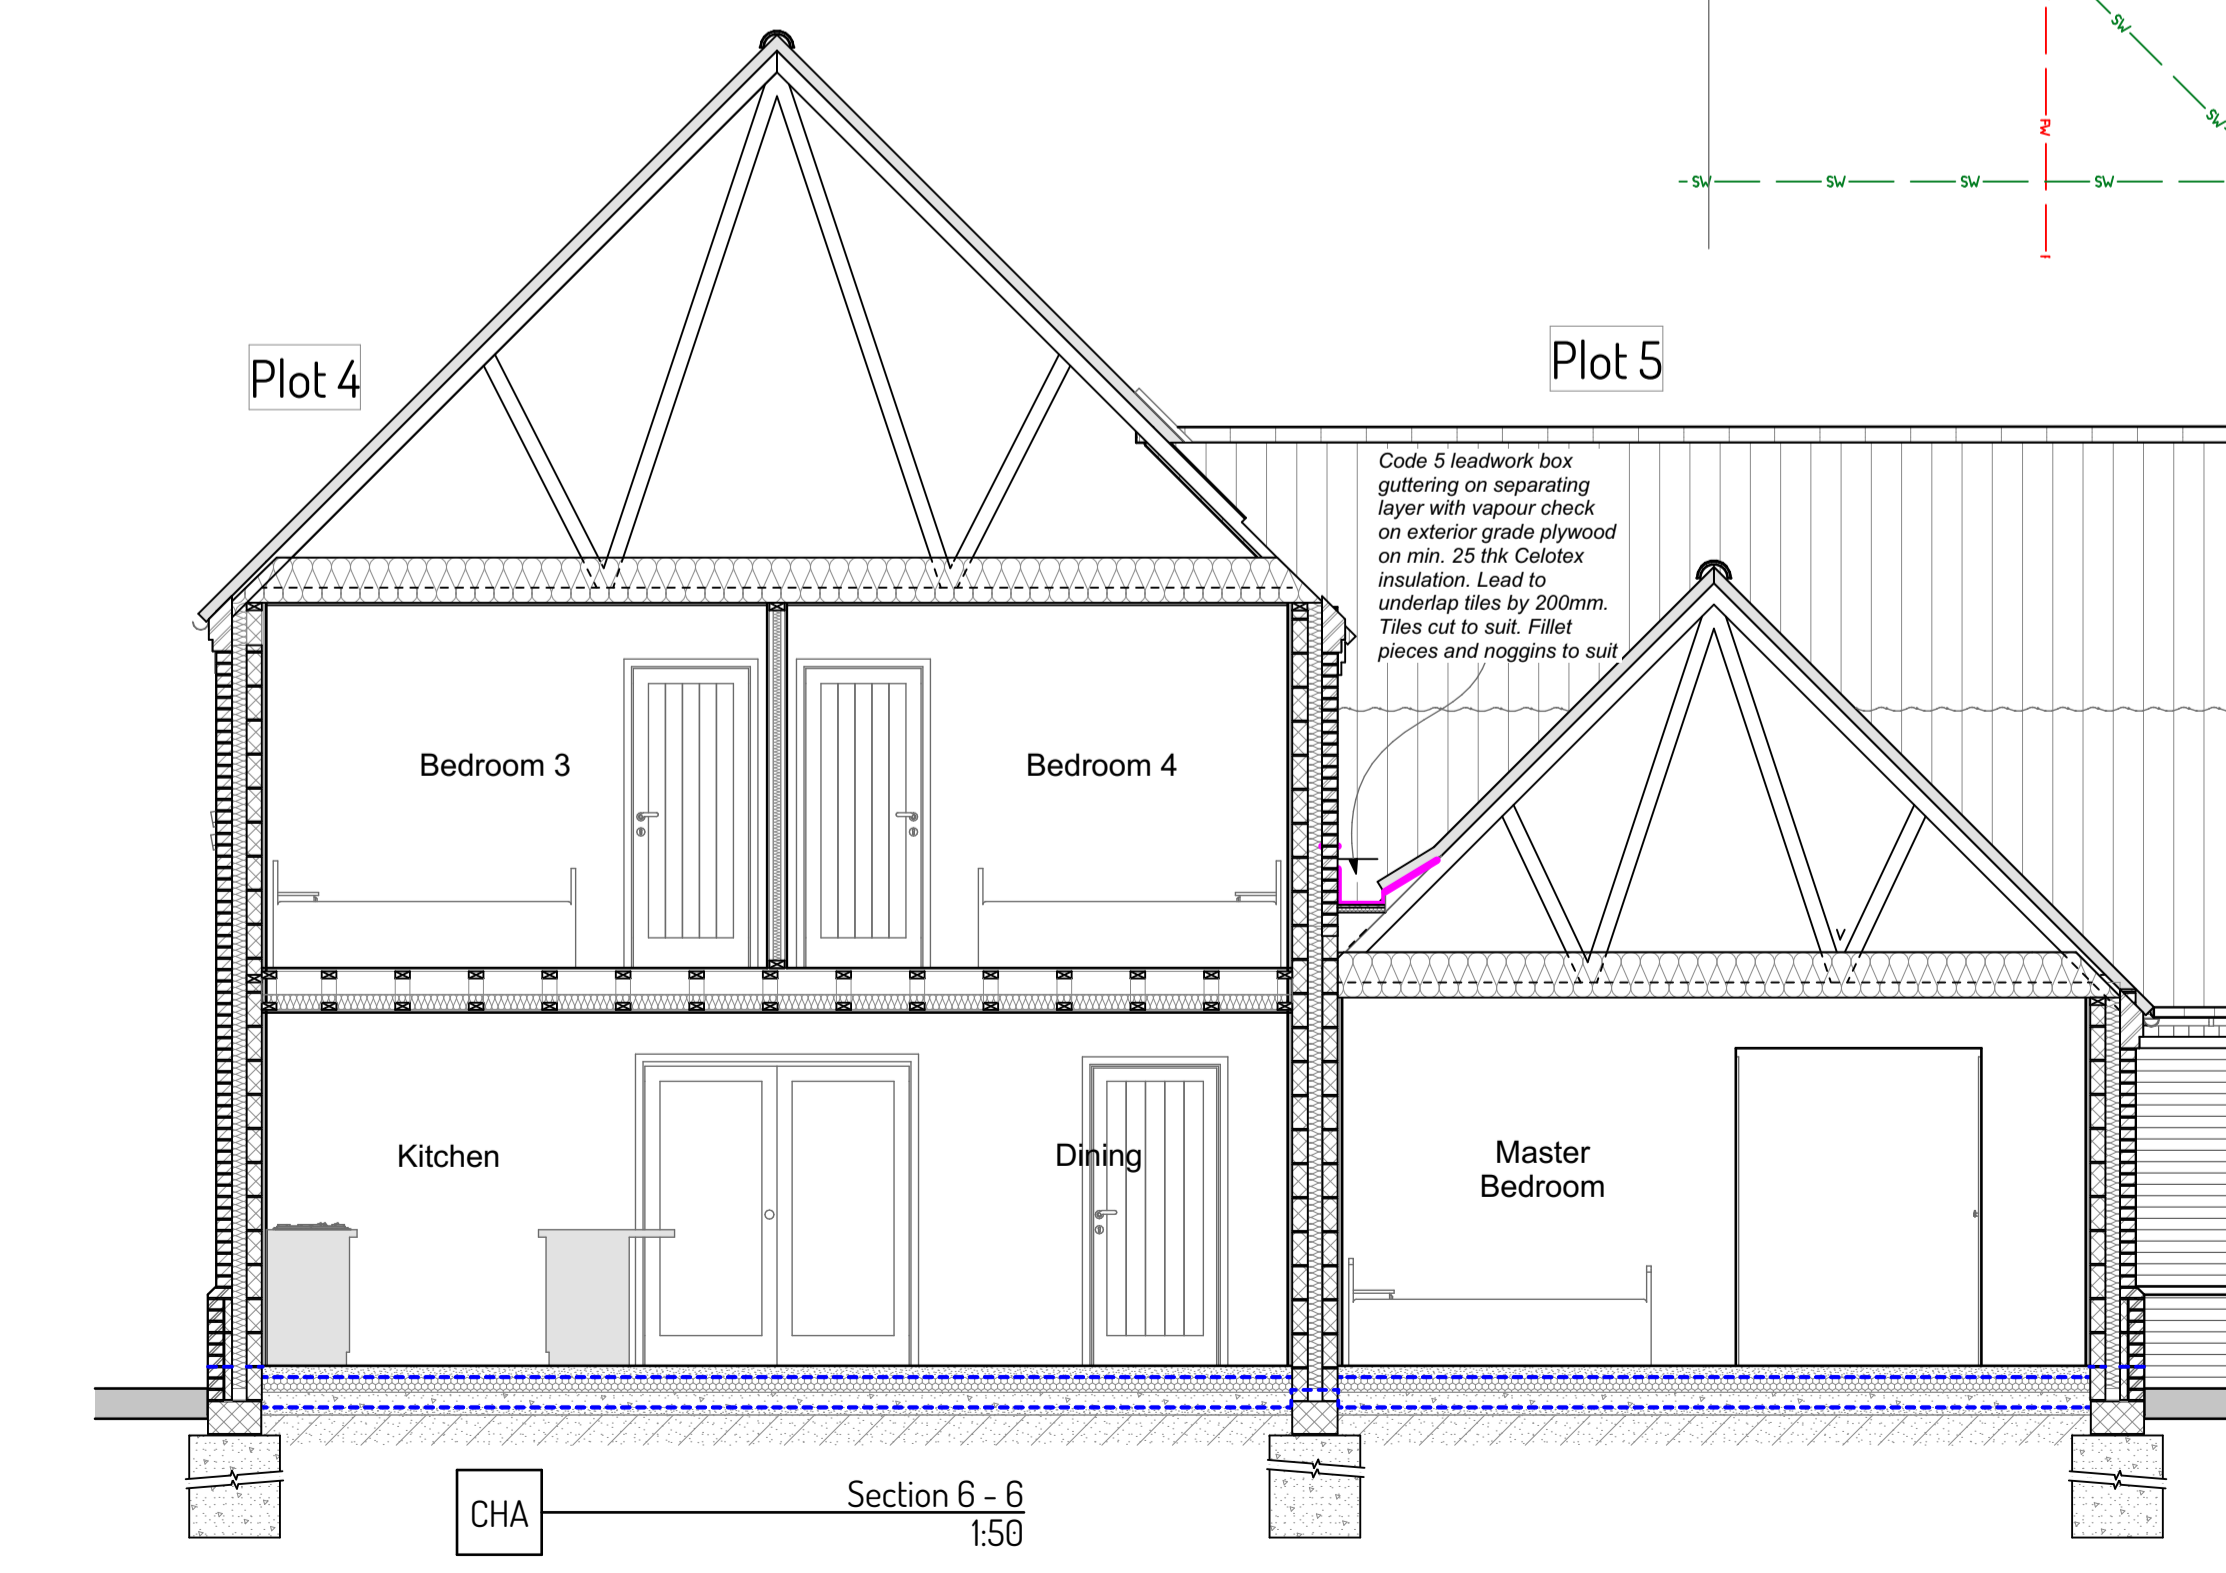 SW
SW
FW
SW SW SW SW
Plot 4
Plot 5
Code 5 leadwork box
guttering on separating
layer with vapour check
on exterior grade plywood
on min. 25 thk Celotex
insulation. Lead to
underlap tiles by 200mm.
Tiles cut to suit. Fillet
pieces and noggins to suit
Bedroom 3
Bedroom 4
Kitchen
Dining
Master
Bedroom
CHA
Section 6 - 6
1:50